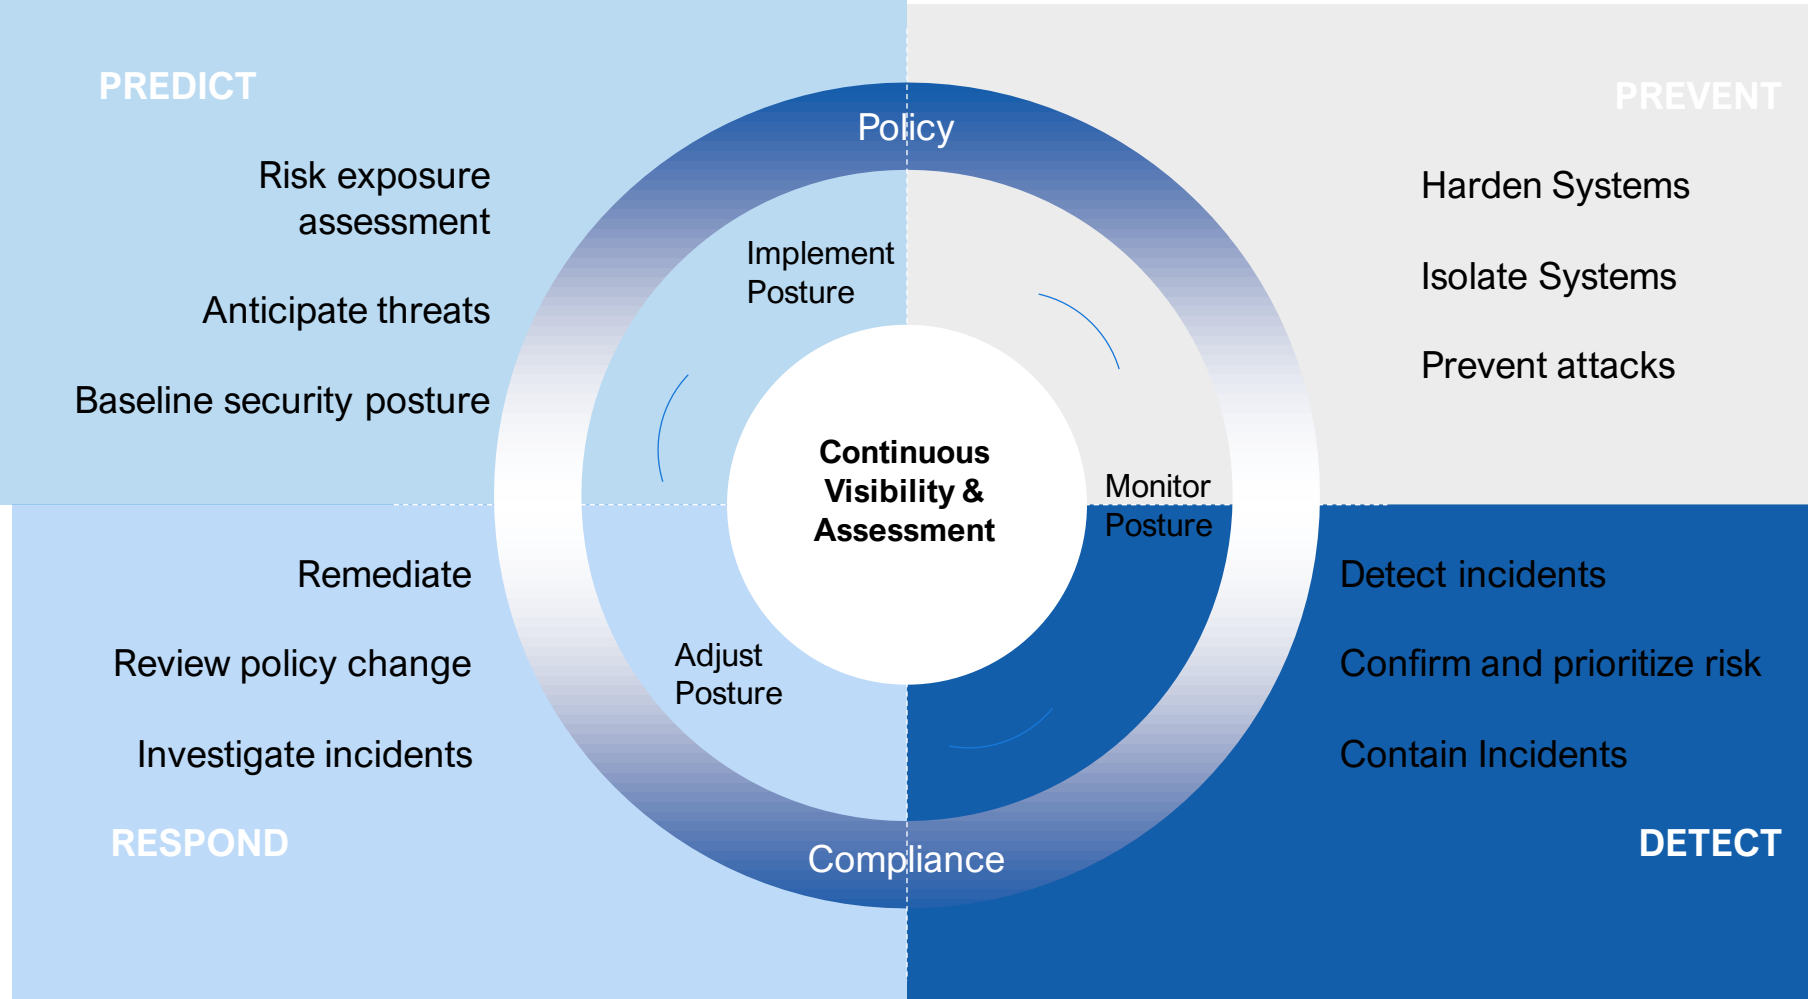 PREDICT
Risk exposure
assessment
Anticipate threats
Baseline security posture
PREVENT
Harden Systems
Isolate Systems
Prevent attacks
Policy
Implement
Posture
Continuous
Visibility &
Assessment
Monitor
Posture
Adjust
Posture
Compliance
Remediate
Review policy change
Investigate incidents
RESPOND
Detect incidents
Confirm and prioritize risk
Contain Incidents
DETECT